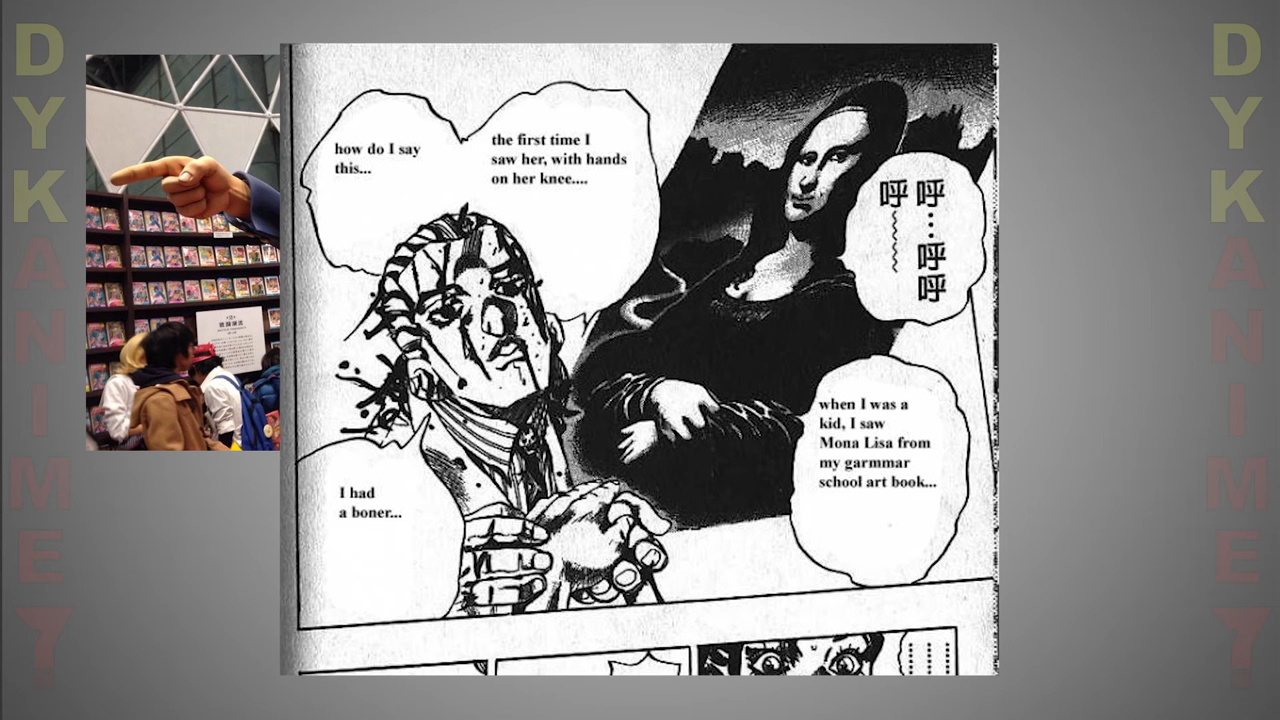 DYKANIME?
呼…呼呼
呼～～
when I was a
kid, I saw
Mona Lisa from
my garmmar
school art book...
the first time I
saw her, with hands
on her knee....
how do I say
this...
I had
a boner...
DYKANIME?